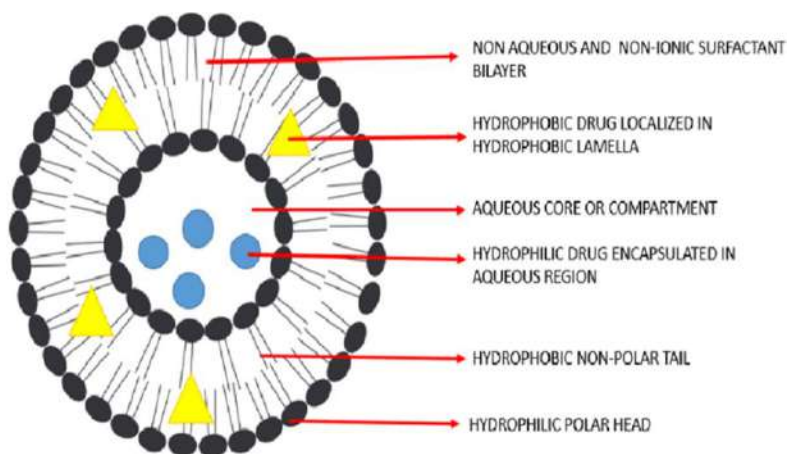 NON AQUEOUS AND NON-IONIC SURFACTANT
BILAYER
HYDROPHOBIC DRUG LOCALIZED IN
HYDROPHOBIC LAMELLA
AQUEOUS CORE OR COMPARTMENT
HYDROPHILIC DRUG ENCAPSULATED IN
AQUEOUS REGION
HYDROPHOBIC NON-POLAR TAIL
HYDROPHILIC POLAR HEAD